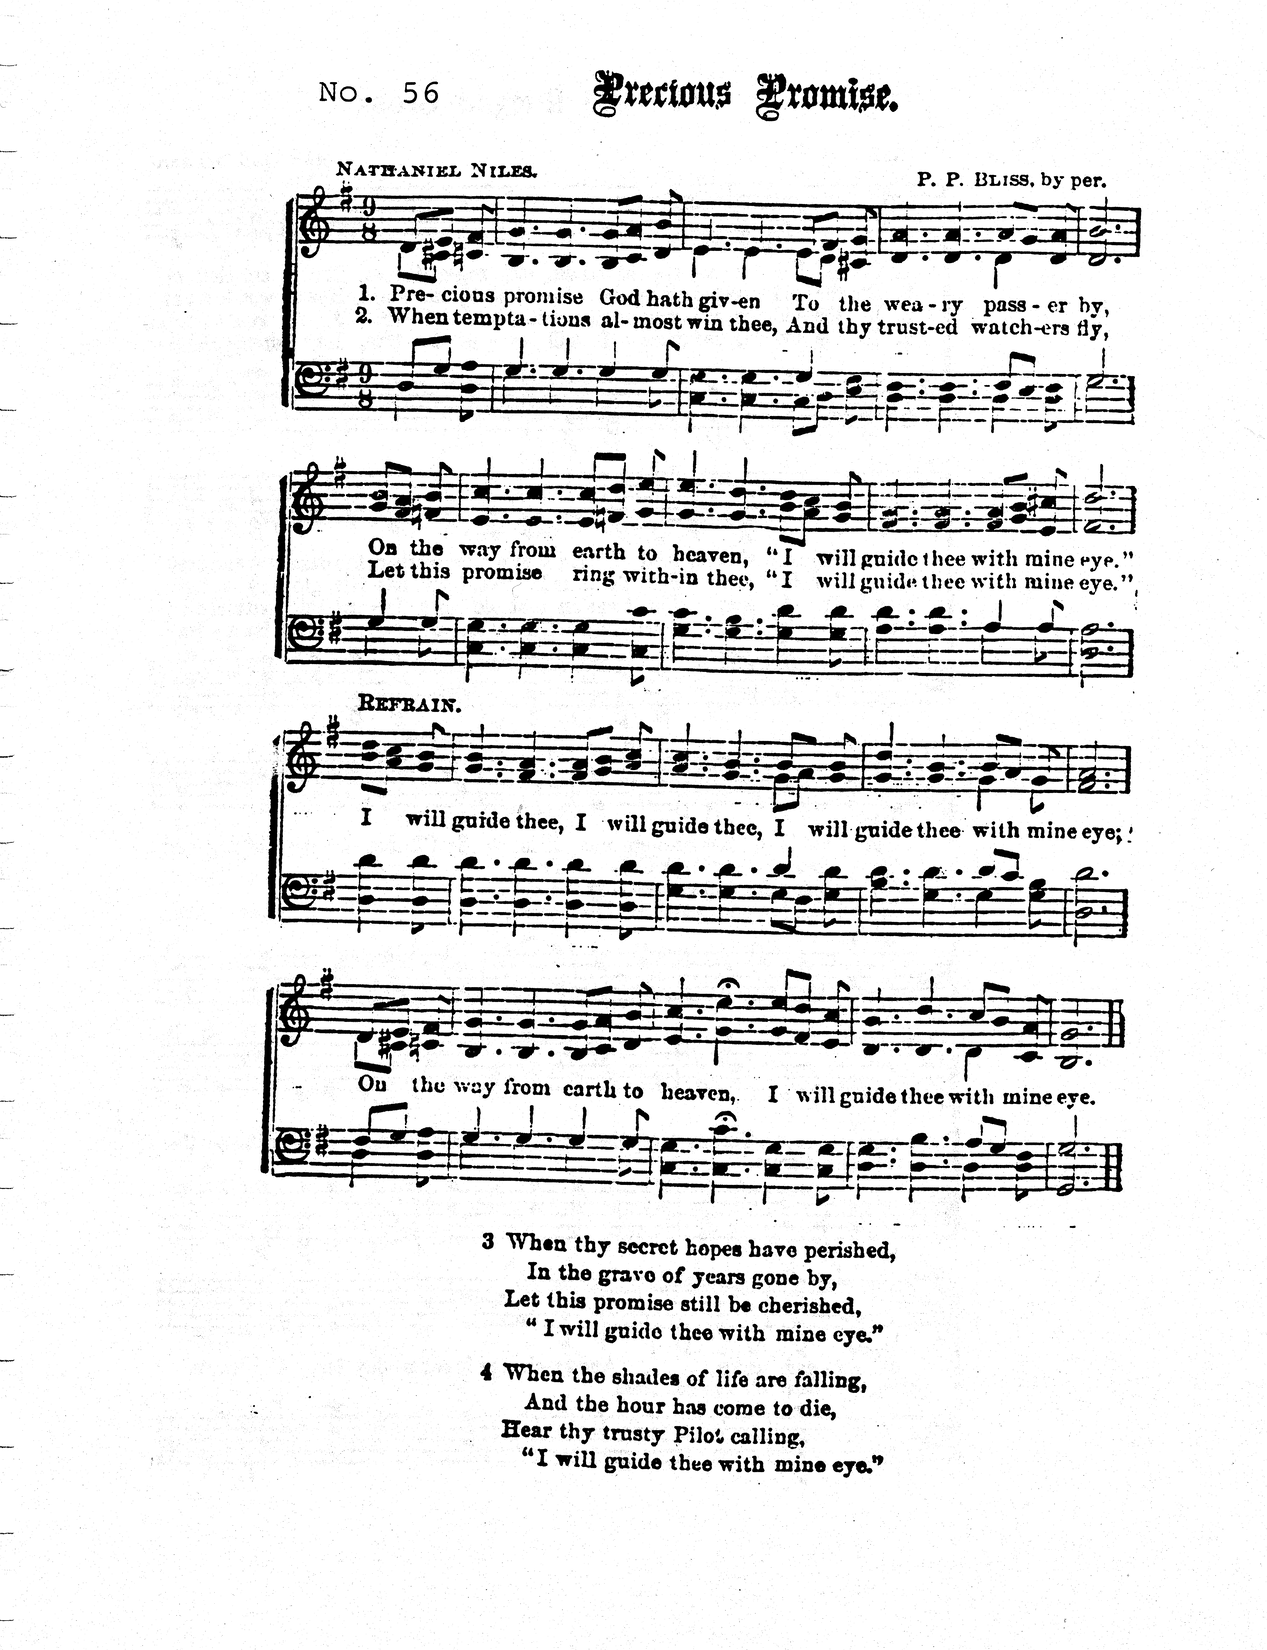 No. 56 Precious Promise.
NATHANIEL NILES. P. P. BLISS, by per.
1. Pre- cious promise God hath giv-en To the wea-ry pass-er by,
2. When tempta-tions al-most win thee, And thy trust-ed watch-ers fly,
On the way from earth to heaven, "I will guide thee with mine eye."
Let this promise ring with-in thee, "I will guide thee with mine eye."
REFRAIN.
I will guide thee, I will guide thee, I will guide thee with mine eye;
On the way from earth to heaven, I will guide thee with mine eye.
3 When thy secret hopes have perished,
In the grave of years gone by,
Let this promise still be cherished,
"I will guide thee with mine eye."
4 When the shades of life are falling,
And the hour has come to die,
Hear thy trusty Pilot calling,
"I will guide thee with mine eye."